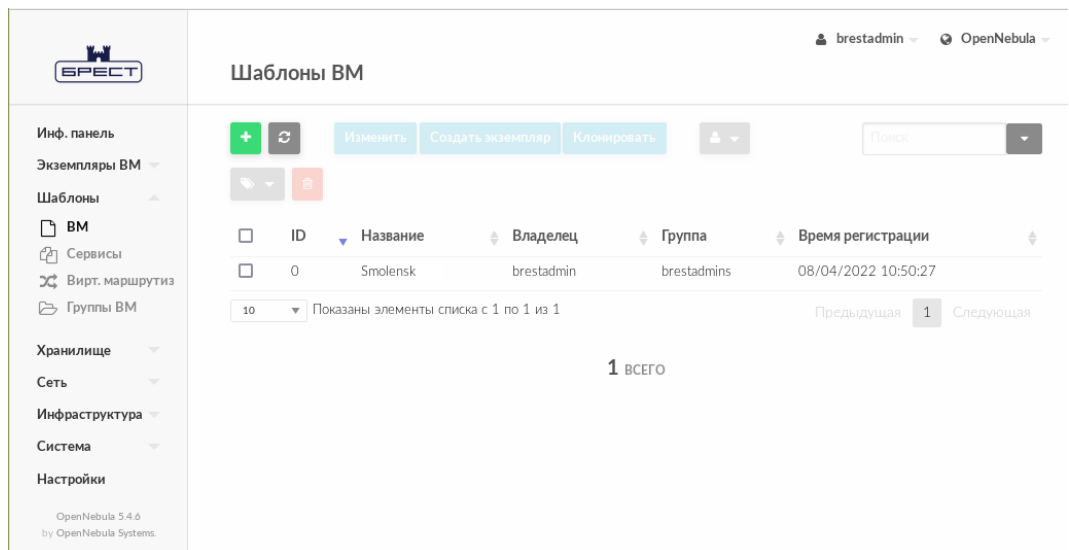 brestadmin OpenNebula
БРЕСТ
Шаблоны ВМ
Инф. панель
Экземпляры ВМ
Шаблоны
ВМ
Сервисы
Вирт. маршрутиз
Группы ВМ
Хранилище
Сеть
Инфраструктура
Система
Настройки
OpenNebula 5.4.6
by OpenNebula Systems.
Изменить Создать экземпляр Клонировать Поиск
ID Название Владелец Группа Время регистрации
0 Smolensk brestadmin brestadmins 08/04/2022 10:50:27
10 Показаны элементы списка с 1 по 1 из 1 Предыдущая 1 Следующая
1 ВСЕГО